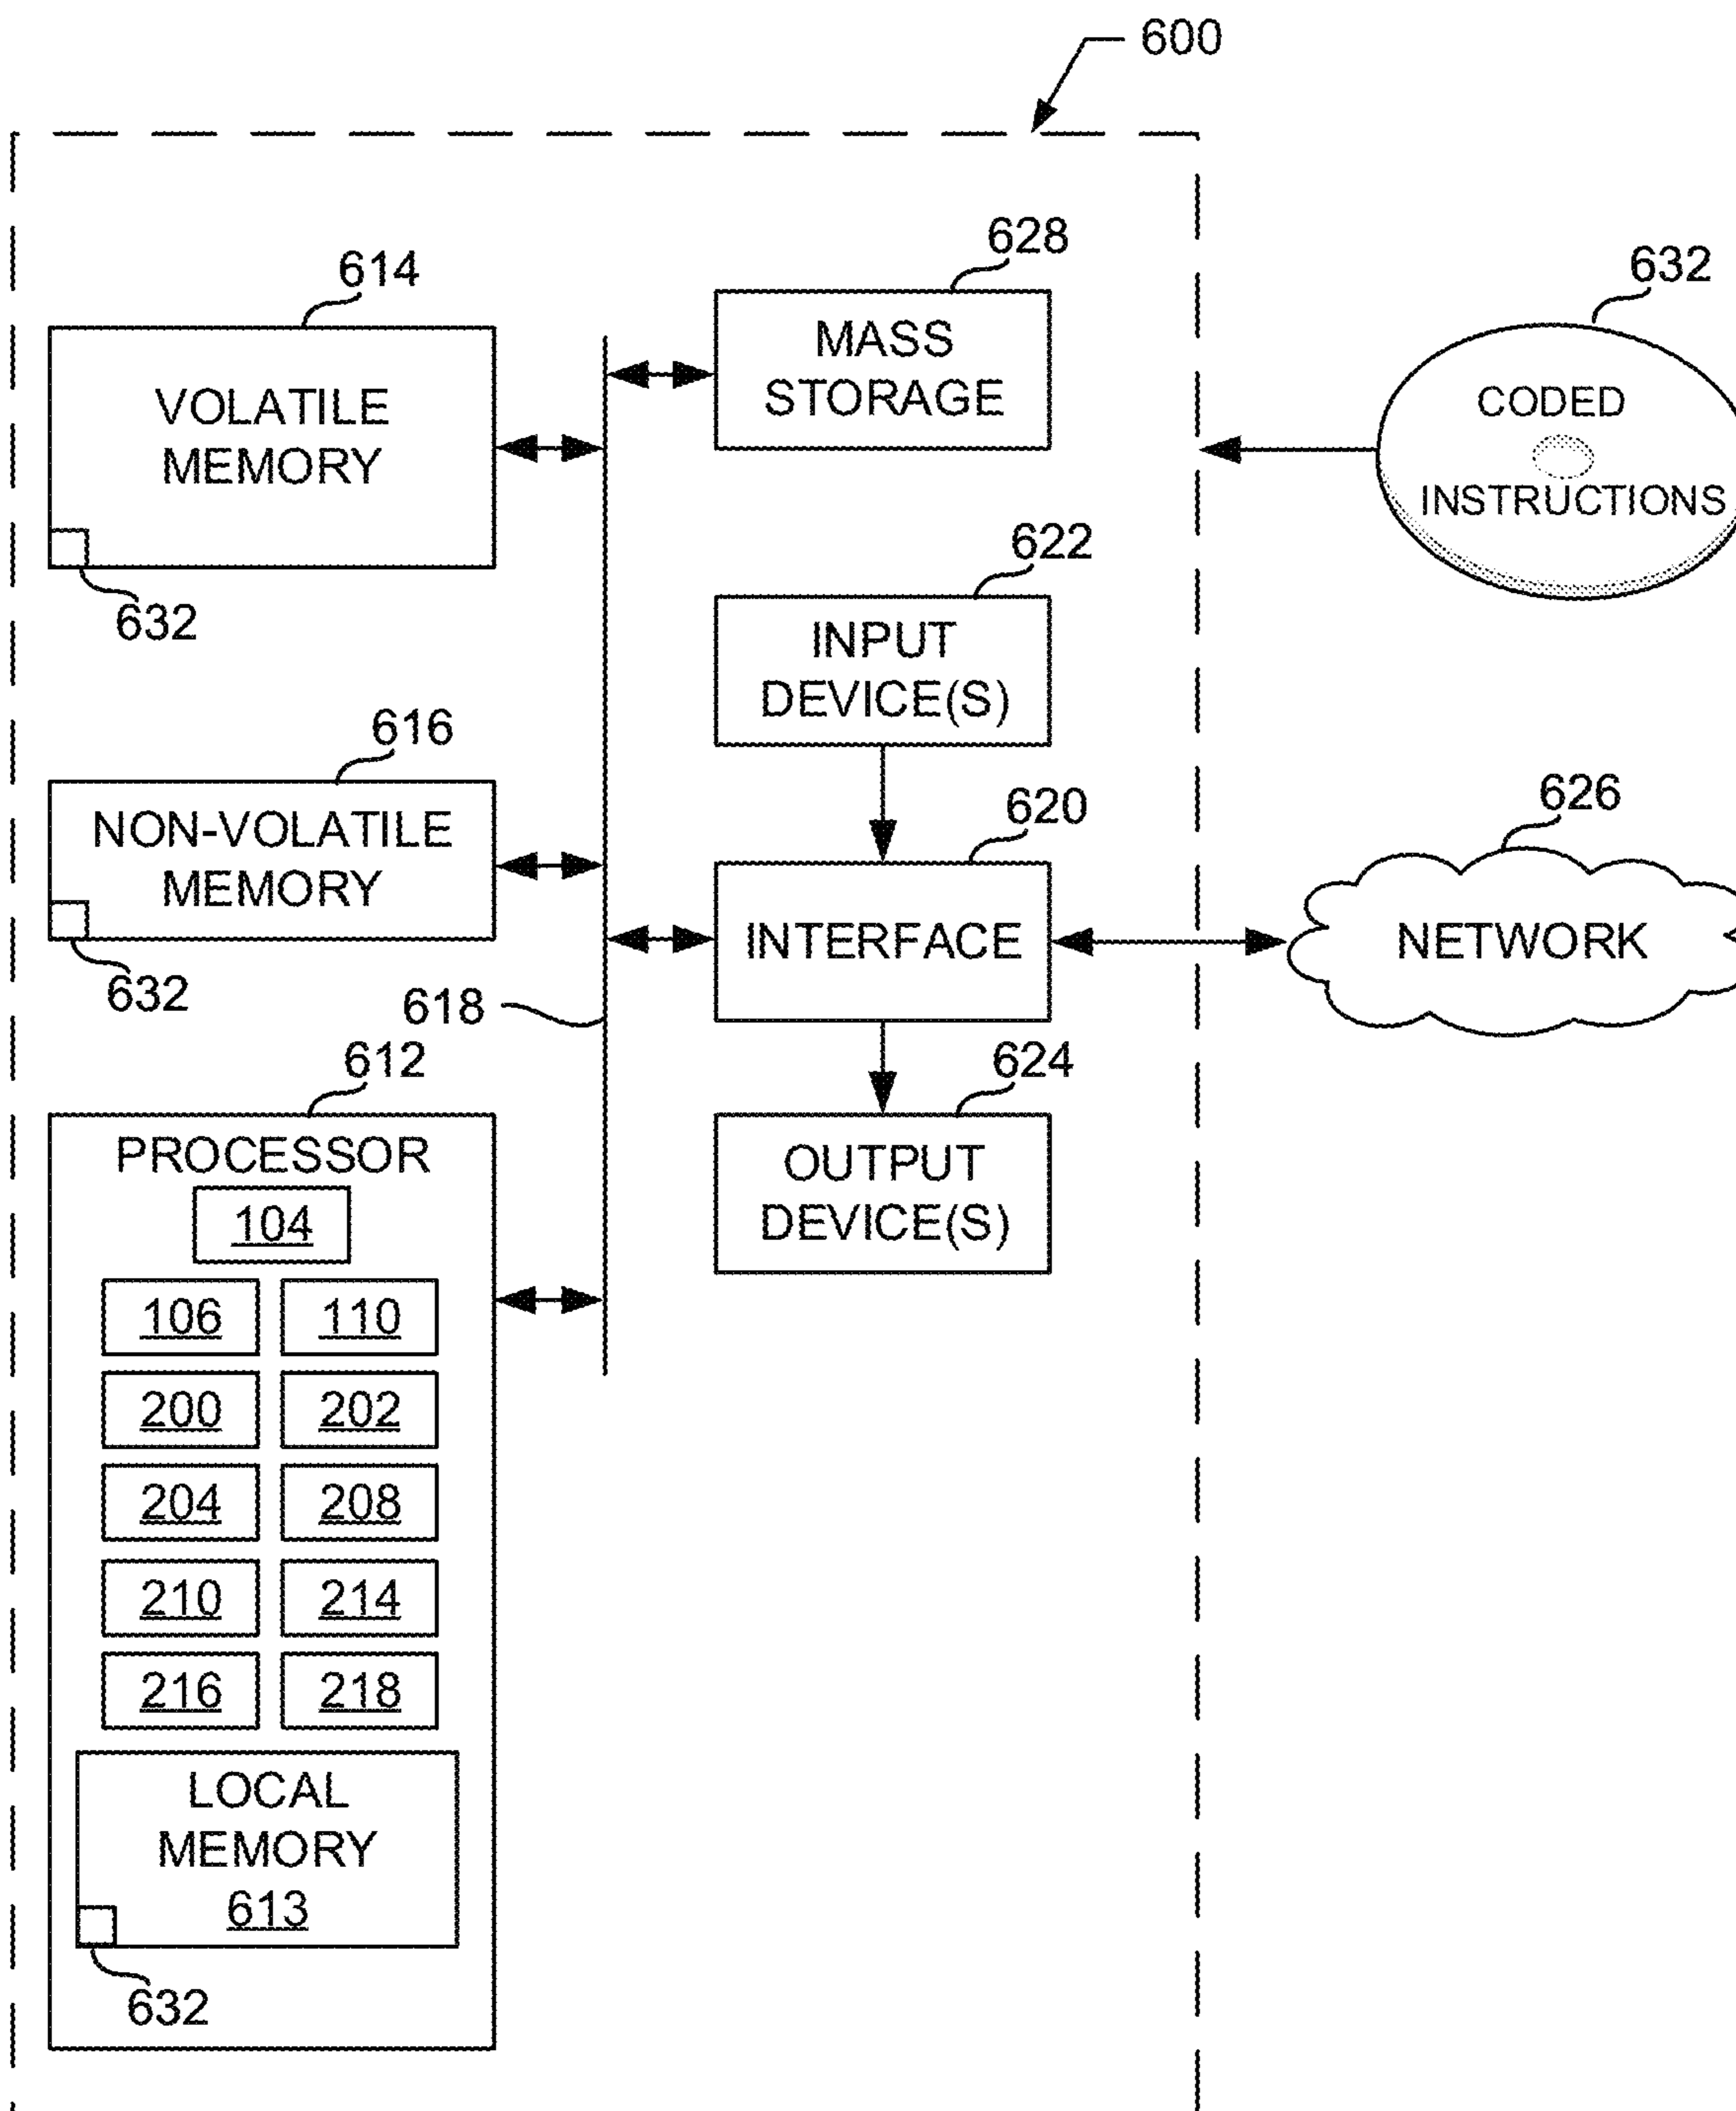 600
614
VOLATILE
MEMORY
632
628
MASS
STORAGE
632
CODED
INSTRUCTIONS
622
INPUT
DEVICE(S)
616
NON-VOLATILE
MEMORY
632
618
620
INTERFACE
626
NETWORK
624
OUTPUT
DEVICE(S)
612
PROCESSOR
104
106 110
200 202
204 208
210 214
216 218
LOCAL
MEMORY
613
632